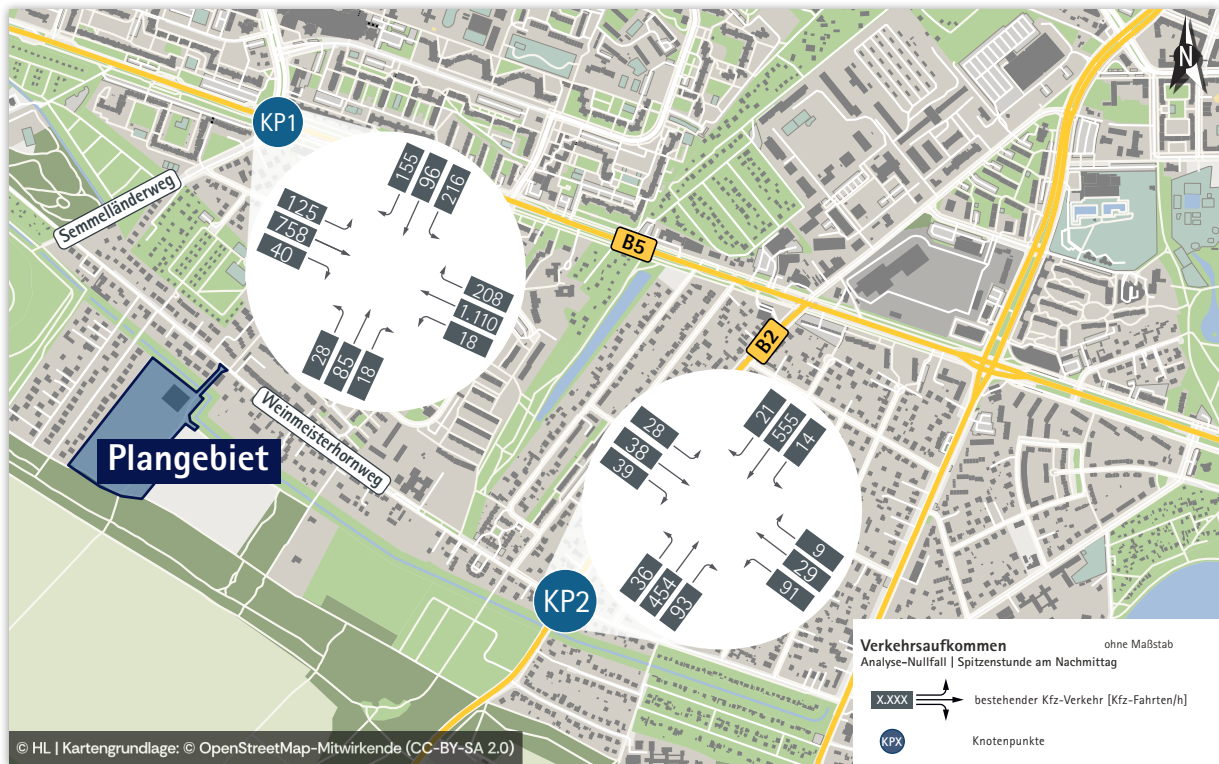 N
KP1
155
96
216
125
758
40
208
1.110
18
28
85
18
Semmelländerweg
B5
B2
Weinmeisterhornweg
Plangebiet
28
38
39
21
555
14
9
29
91
36
454
93
KP2
Verkehrsaufkommen
ohne Maßstab
Analyse-Nullfall | Spitzenstunde am Nachmittag
X.XXX
bestehender Kfz-Verkehr [Kfz-Fahrten/h]
KPX
Knotenpunkte
© HL | Kartengrundlage: © OpenStreetMap-Mitwirkende (CC-BY-SA 2.0)